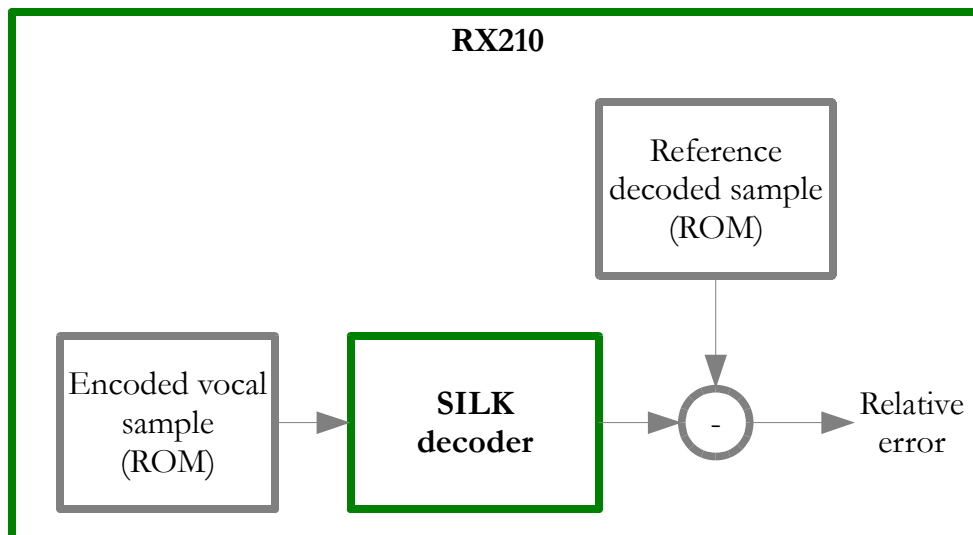 RX210
Reference
decoded sample
(ROM)
Encoded vocal
sample
(ROM)
SILK
decoder
-
Relative
error